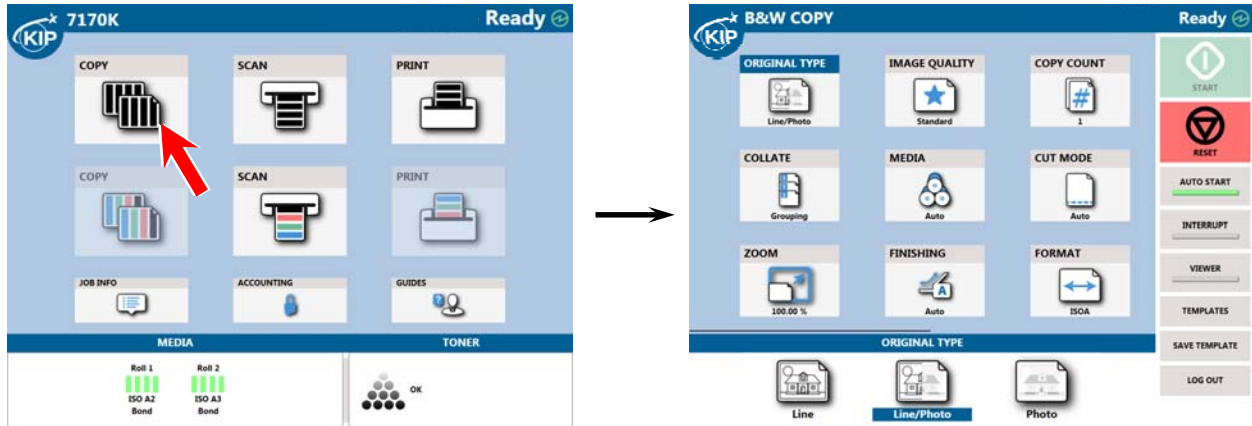 KIP 7170K Ready
COPY SCAN PRINT
COPY SCAN PRINT
JOB INFO ACCOUNTING GUIDES
MEDIA TONER
Roll 1 Roll 2
ISO A2 ISO A3
Bond Bond
OK
KIP B&W COPY Ready
ORIGINAL TYPE IMAGE QUALITY COPY COUNT
#
Line/Photo Standard 1
COLLATE MEDIA CUT MODE
Grouping Auto Auto
ZOOM FINISHING FORMAT
A
100.00 % Auto ISOA
ORIGINAL TYPE
Line Line/Photo Photo
START
RESET
AUTO START
INTERRUPT
VIEWER
TEMPLATES
SAVE TEMPLATE
LOG OUT